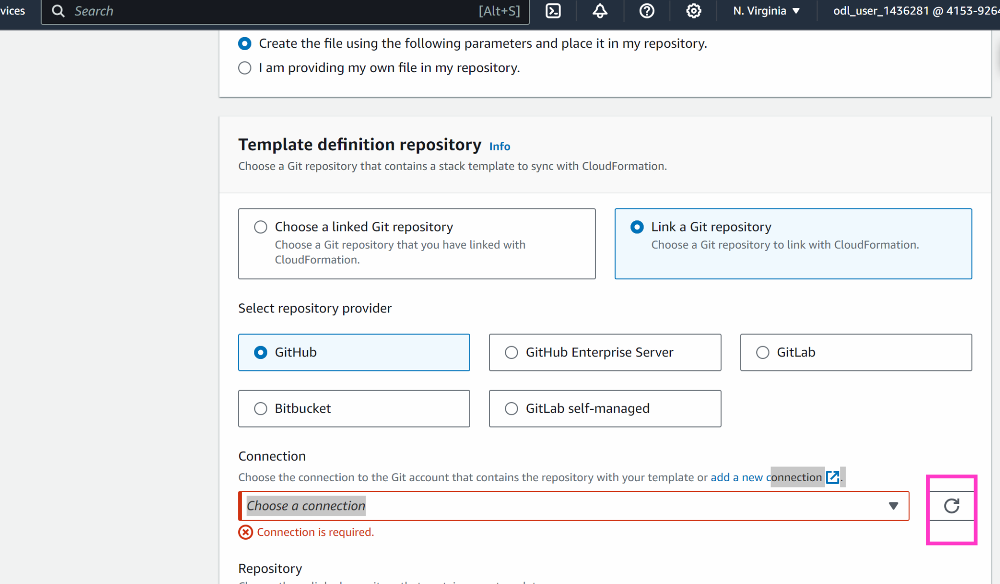 vices
Search
[Alt+S]
N. Virginia
odl_user_1436281 @ 4153-9264
Create the file using the following parameters and place it in my repository.
I am providing my own file in my repository.
Template definition repository Info
Choose a Git repository that contains a stack template to sync with CloudFormation.
Choose a linked Git repository
Choose a Git repository that you have linked with
CloudFormation.
Link a Git repository
Choose a Git repository to link with CloudFormation.
Select repository provider
GitHub
GitHub Enterprise Server
GitLab
Bitbucket
GitLab self-managed
Connection
Choose the connection to the Git account that contains the repository with your template or add a new connection.
Choose a connection
Connection is required.
Repository